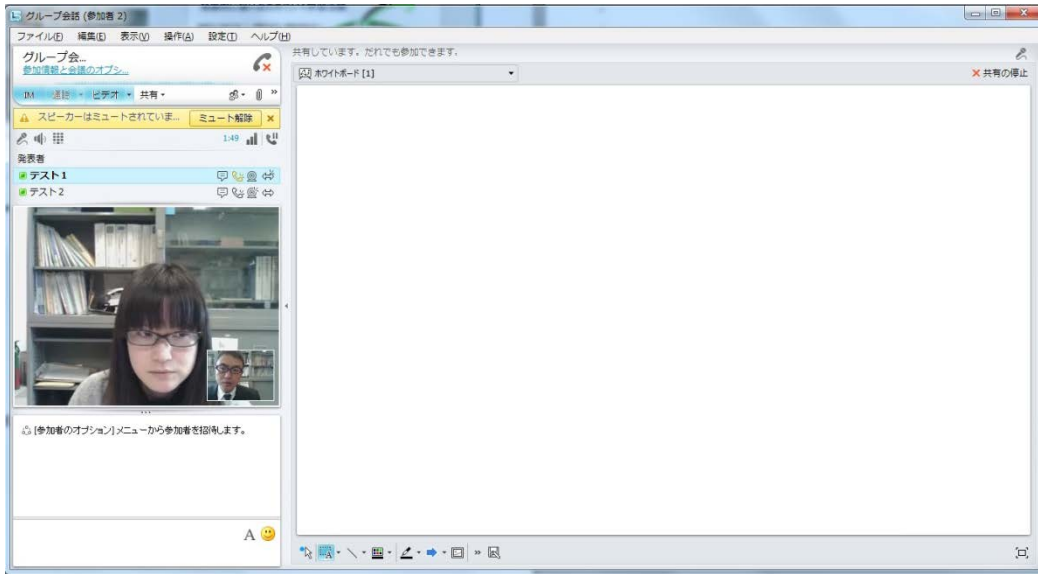 グループ会話 (参加者 2)
ファイル(F) 編集(E) 表示(V) 操作(A) 設定(T) ヘルプ(H)
グループ会...
参加情報と会議のオプシ...
IM 通話 ビデオ 共有
スピーカーはミュートされていま... ミュート解除
1:49
発表者
テスト1
テスト2
[参加者のオプション] メニューから参加者を招待します。
A
共有しています。だれでも参加できます。
ホワイトボード [1] 共有の停止